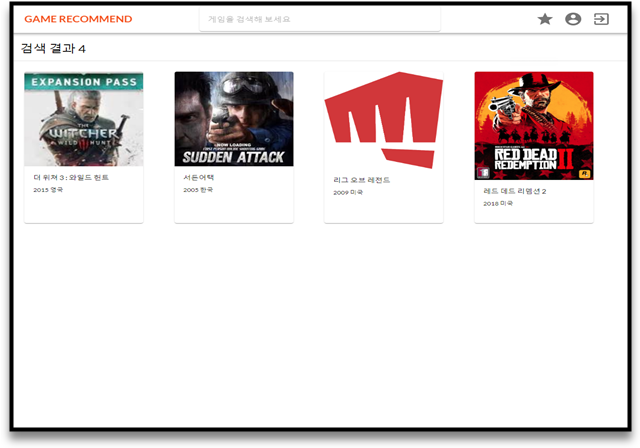 GAME RECOMMEND
게임을 검색해 보세요
검색 결과 4
EXPANSION PASS
THE
WITCHER
WILD HUNT
더 위쳐 3 : 와일드 헌트
2015 영국
NOW LOADING
SUDDEN ATTACK
서든어택
2005 한국
리그 오브 레전드
2009 미국
RED DEAD
REDEMPTION II
R
레드 데드 리뎀션 2
2018 미국